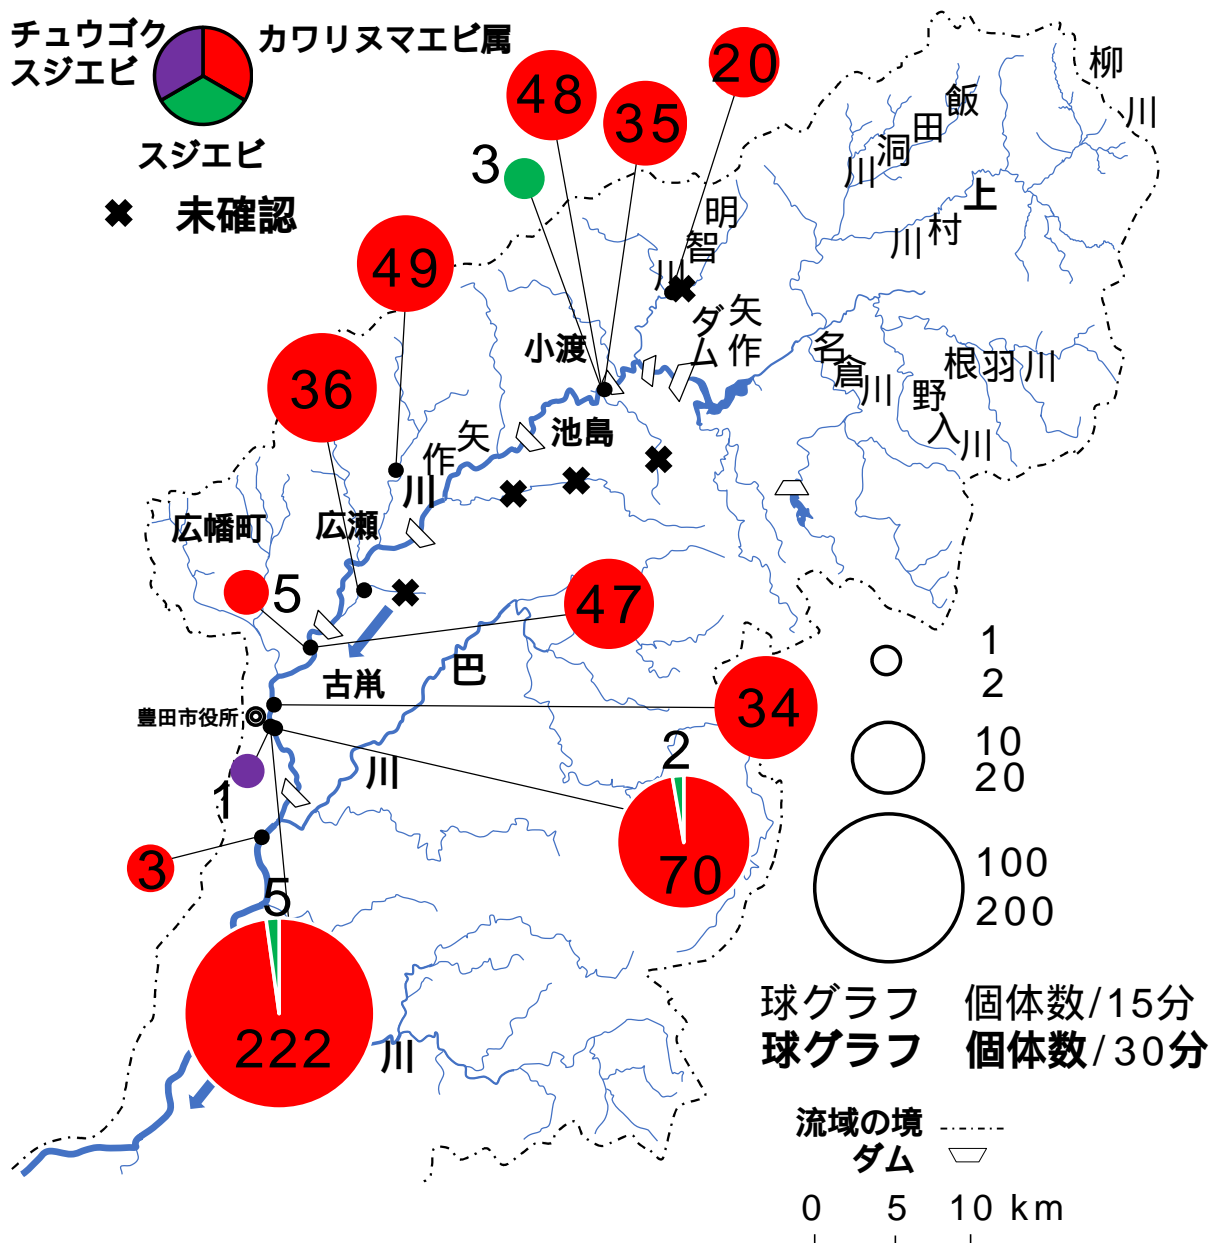 チュウゴク
スジエビ
カワリヌマエビ属
スジエビ
未確認
48
35
20
3
49
36
柳川
飯田洞川
上村川
明智川
矢作ダム
小渡
名倉川
根羽川
野入川
池島
矢作川
広幡町
広瀬
5
47
巴川
古鼡
豊田市役所
34
1
2
70
3
5
222
川
1
2
10
20
100
200
球グラフ 個体数/15分
球グラフ 個体数/30分
流域の境
ダム
0 5 10 km